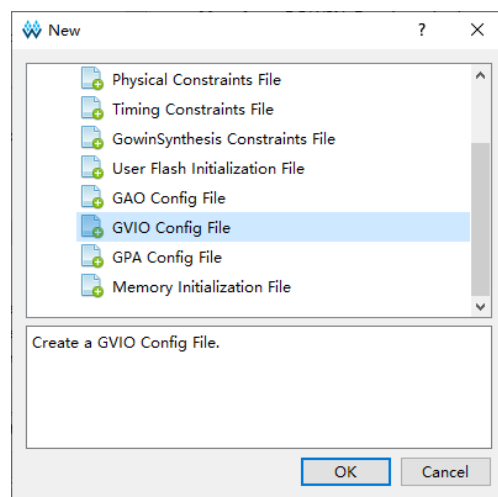 New
?
Physical Constraints File
Timing Constraints File
GowinSynthesis Constraints File
User Flash Initialization File
GAO Config File
GVIO Config File
GPA Config File
Memory Initialization File
Create a GVIO Config File.
OK
Cancel